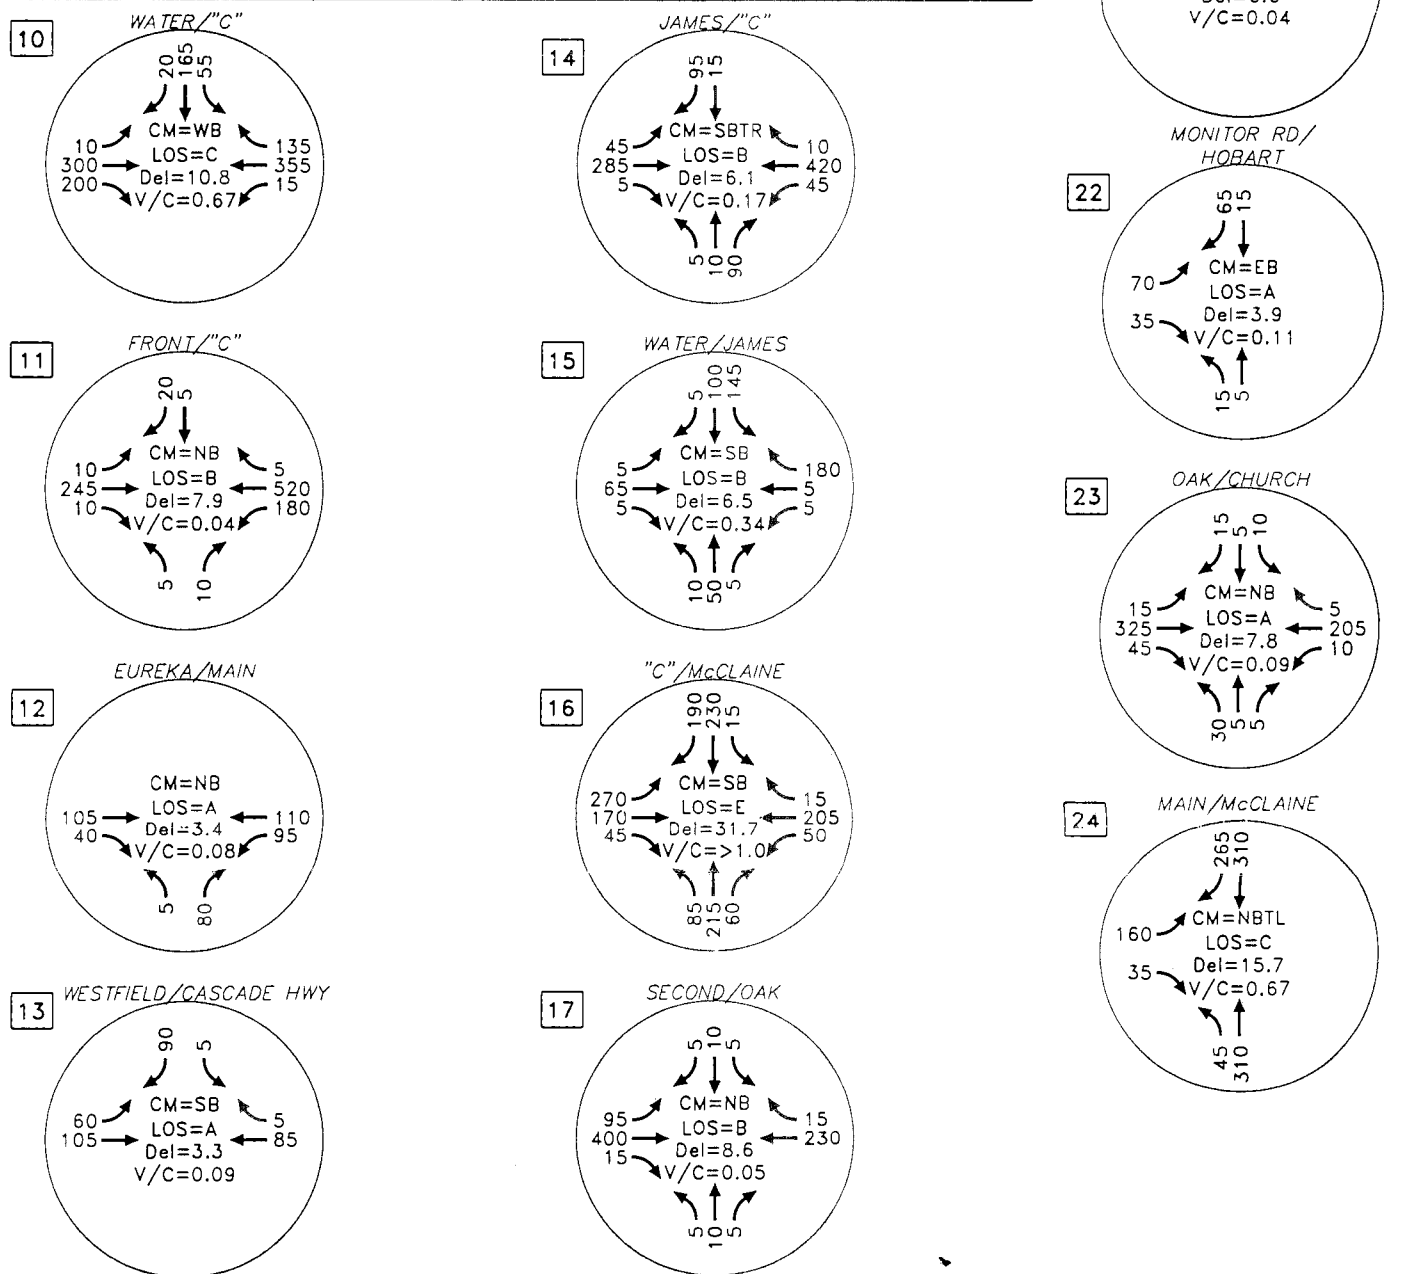 10
WATER/"C"
20 165 55
CM=WB
LOS=C
Del=10.8
V/C=0.67
10
300
200
135
355
15
11
FRONT/"C"
20 5
CM=NB
LOS=B
Del=7.9
V/C=0.04
10
245
10
5
520
180
5 10
12
EUREKA/MAIN
CM=NB
LOS=A
Del=3.4
V/C=0.08
105
40
110
95
5 80
13
WESTFIELD/CASCADE HWY
90 5
CM=SB
LOS=A
Del=3.3
V/C=0.09
60
105
5
85
14
JAMES/"C"
95 15
CM=SBTR
LOS=B
Del=6.1
V/C=0.17
45
285
5
10
420
45
5 10 90
15
WATER/JAMES
5 100 145
CM=SB
LOS=B
Del=6.5
V/C=0.34
5
65
5
180
5
5
10 50 5
16
"C"/McCLAINE
190 230 15
CM=SB
LOS=E
Del=31.7
V/C=>1.0
270
170
45
15
205
50
85 215 60
17
SECOND/OAK
5 10 5
CM=NB
LOS=B
Del=8.6
V/C=0.05
95
400
15
15
230
5 10 5
V/C=0.04
22
MONITOR RD/
HOBART
65 15
CM=EB
LOS=A
Del=3.9
V/C=0.11
70
35
15 5
23
OAK/CHURCH
15 5 10
CM=NB
LOS=A
Del=7.8
V/C=0.09
15
325
45
5
205
10
30 5 5
24
MAIN/McCLAINE
265 310
CM=NBTL
LOS=C
Del=15.7
V/C=0.67
160
35
45 310